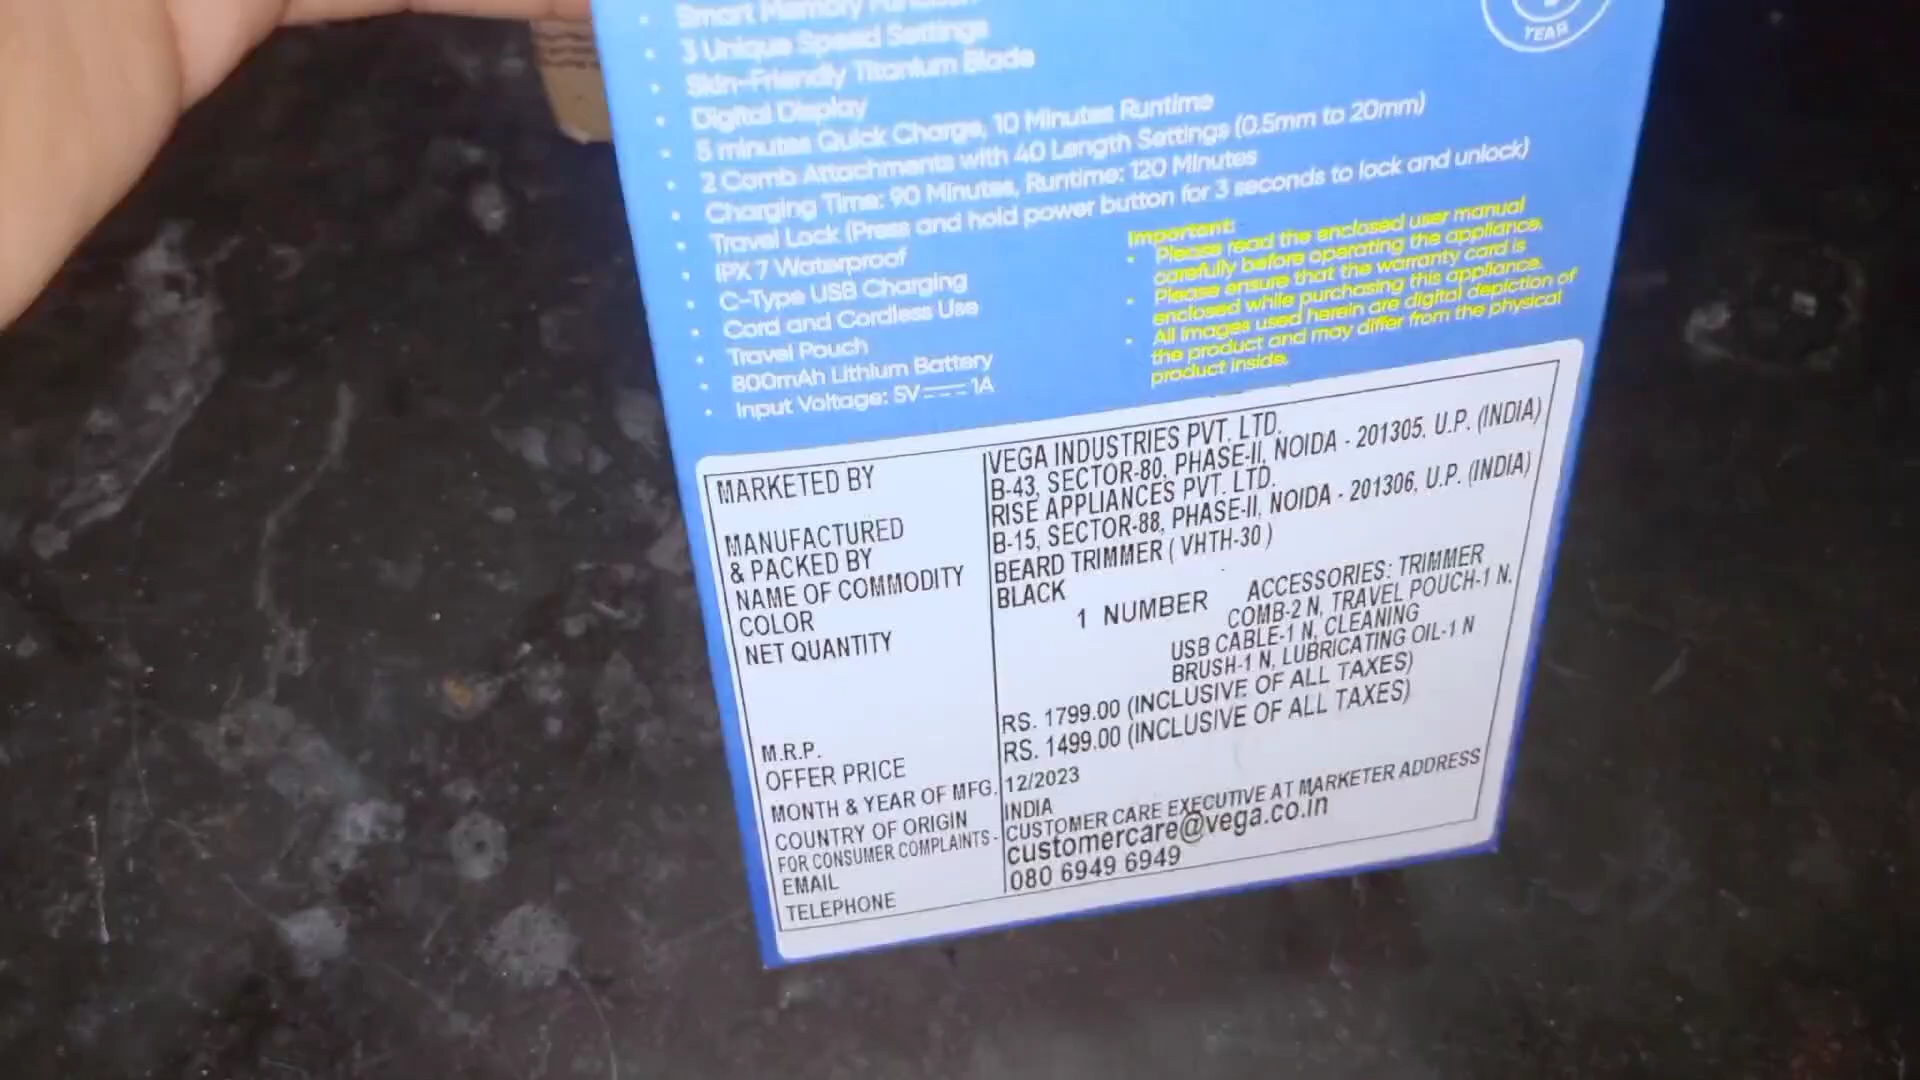 Smart Memory Function
YEAR
3 Unique Speed Settings
Skin-Friendly Titanium Blade
Digital Display
5 minutes Quick Charge, 10 Minutes Runtime
2 Comb Attachments with 40 Length Settings (0.5mm to 20mm)
Charging Time: 90 Minutes, Runtime: 120 Minutes
Travel Lock (Press and hold power button for 3 seconds to lock and unlock)
IPX 7 Waterproof
C-Type USB Charging
Cord and Cordless Use
Travel Pouch
800mAh Lithium Battery
Input Voltage: 5V⎓1A
Important:
Please read the enclosed user manual
carefully before operating the appliance.
Please ensure that the warranty card is
enclosed while purchasing this appliance.
All images used herein are digital depiction of
the product and may differ from the physical
product inside.
MARKETED BY
VEGA INDUSTRIES PVT. LTD.
B-43, SECTOR-80, PHASE-II, NOIDA - 201305, U.P. (INDIA)
MANUFACTURED
& PACKED BY
RISE APPLIANCES PVT. LTD.
B-15, SECTOR-88, PHASE-II, NOIDA - 201306, U.P. (INDIA)
NAME OF COMMODITY
BEARD TRIMMER ( VHTH-30 )
COLOR
BLACK
NET QUANTITY
1 NUMBER
ACCESSORIES: TRIMMER
COMB-2 N, TRAVEL POUCH-1 N,
USB CABLE-1 N, CLEANING
BRUSH-1 N, LUBRICATING OIL-1 N
M.R.P.
RS. 1799.00 (INCLUSIVE OF ALL TAXES)
OFFER PRICE
RS. 1499.00 (INCLUSIVE OF ALL TAXES)
MONTH & YEAR OF MFG.
12/2023
COUNTRY OF ORIGIN
INDIA
FOR CONSUMER COMPLAINTS-
CUSTOMER CARE EXECUTIVE AT MARKETER ADDRESS
EMAIL
customercare@vega.co.in
TELEPHONE
080 6949 6949